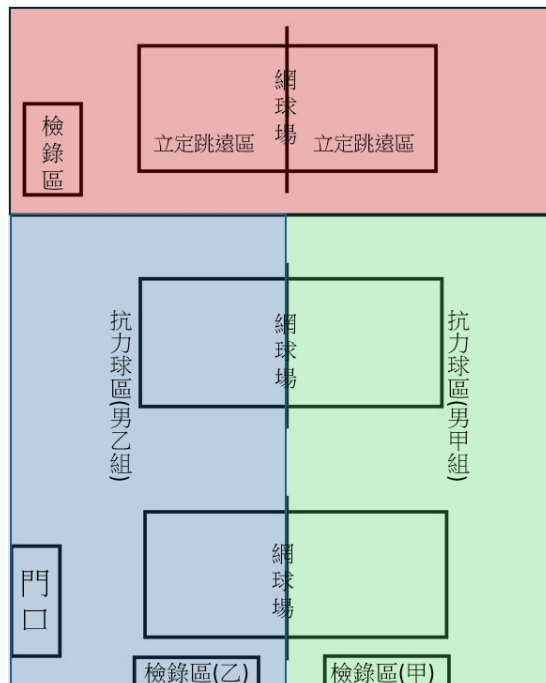 網球場
檢錄區
立定跳遠區
立定跳遠區
抗力球區(男乙組)
網球場
抗力球區(男甲組)
網球場
門口
檢錄區(乙)
檢錄區(甲)